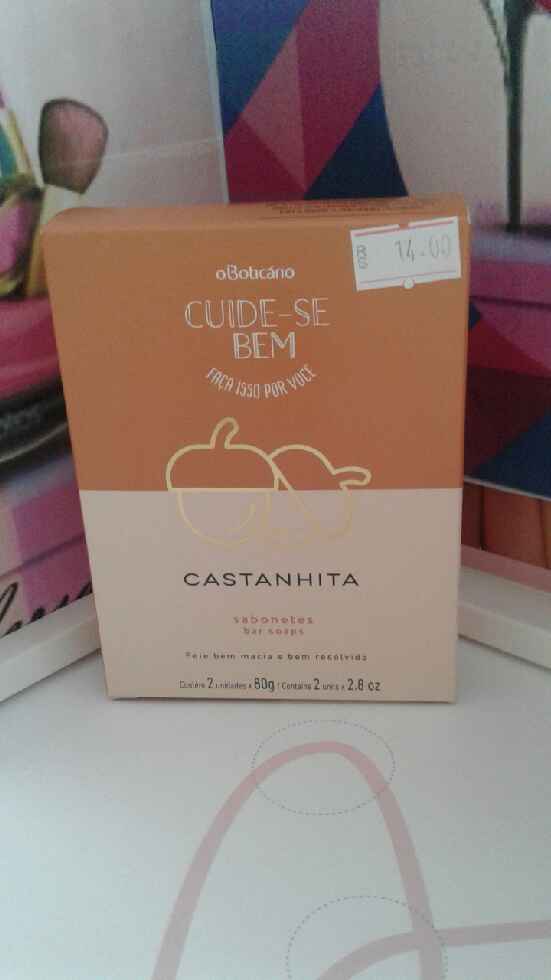 R$ 14.00
oBoticário
CUIDE-SE
BEM
FAÇA ISSO POR VOCÊ
CASTANHITA
sabonetes
bar soaps
Pele bem macia e bem resolvida
Contém 2 unidades x 80g / Contains 2 units x 2.8 oz